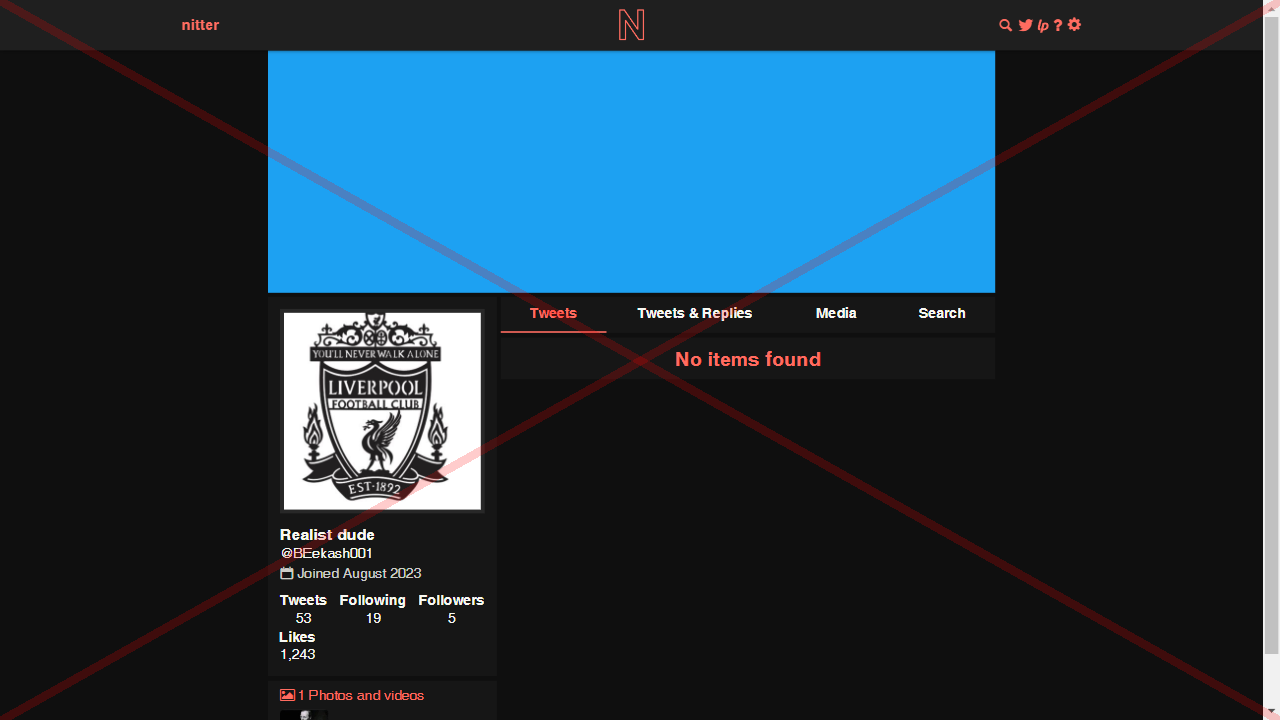 nitter
N
lp ?
Tweets
Tweets & Replies
Media
Search
No items found
YOU'LL NEVER WALK ALONE
LIVERPOOL
FOOTBALL CLUB
EST·1892
Realist dude
@BEekash001
Joined August 2023
Tweets Following Followers
53 19 5
Likes
1,243
1 Photos and videos